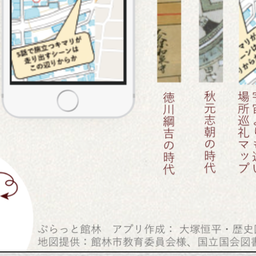 5話で旅立つキマリが
走り出すシーンは
この辺りからか
場所巡礼マップ
秋元志朝の時代
徳川綱吉の時代
ぶらっと館林　アプリ作成： 大塚恒平・歴史
地図提供：館林市教育委員会様、国立国会図書